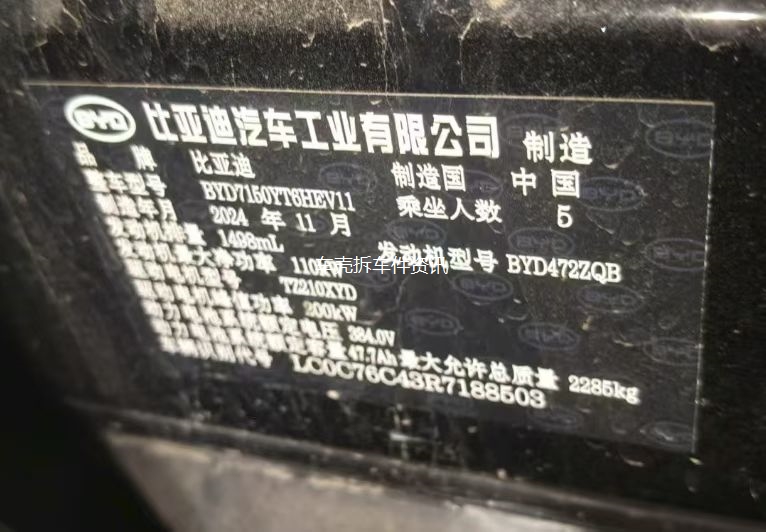 BYD 比亚迪汽车工业有限公司 制造
品牌 比亚迪 制造国 中国
整车型号 BYD7150YT6HEV11 乘坐人数 5
制造年月 2024 年 11 月
发动机排量 1498mL 发动机型号 BYD472ZQB
发动机最大净功率 110kW
东壳拆车件资讯
驱动电机型号 TZ210XYD
驱动电机峰值功率 200kW
动力电池系统额定电压 384.0V
动力电池系统额定容量 47.7Ah 最大允许总质量 2285kg
车辆识别代号 LC0C76C43R7188503